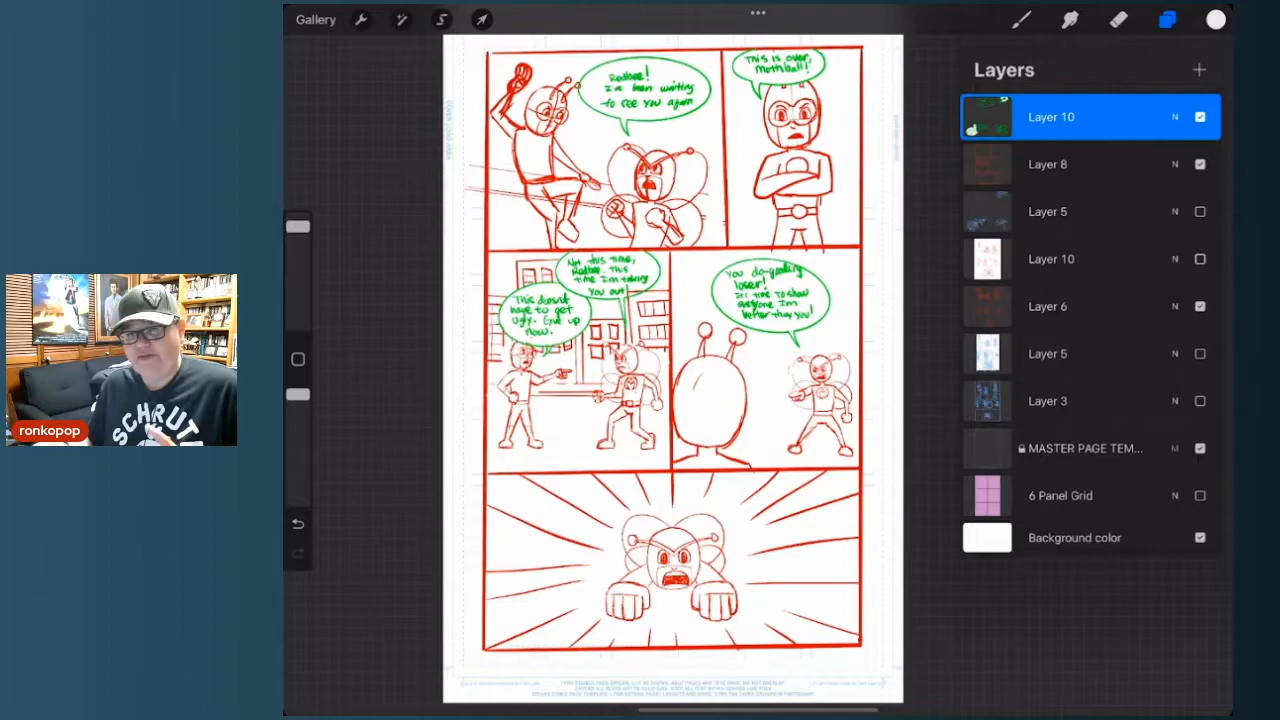 Gallery
Layers
Layer 10
N
Layer 8
N
Layer 5
N
Layer 10
N
Layer 6
N
Layer 5
N
Layer 3
N
MASTER PAGE TEM...
M
6 Panel Grid
N
Background color
Redbee!
I've been waiting
to see you again
This is over,
Mothball!
Not this time,
Redbee. This
time I'm taking
you out
This doesn't
have to get
ugly. Give up
now.
You do-gooding
loser!
It's time to show
everyone I'm
better than you!
M
SCHRUTE
ronkopop